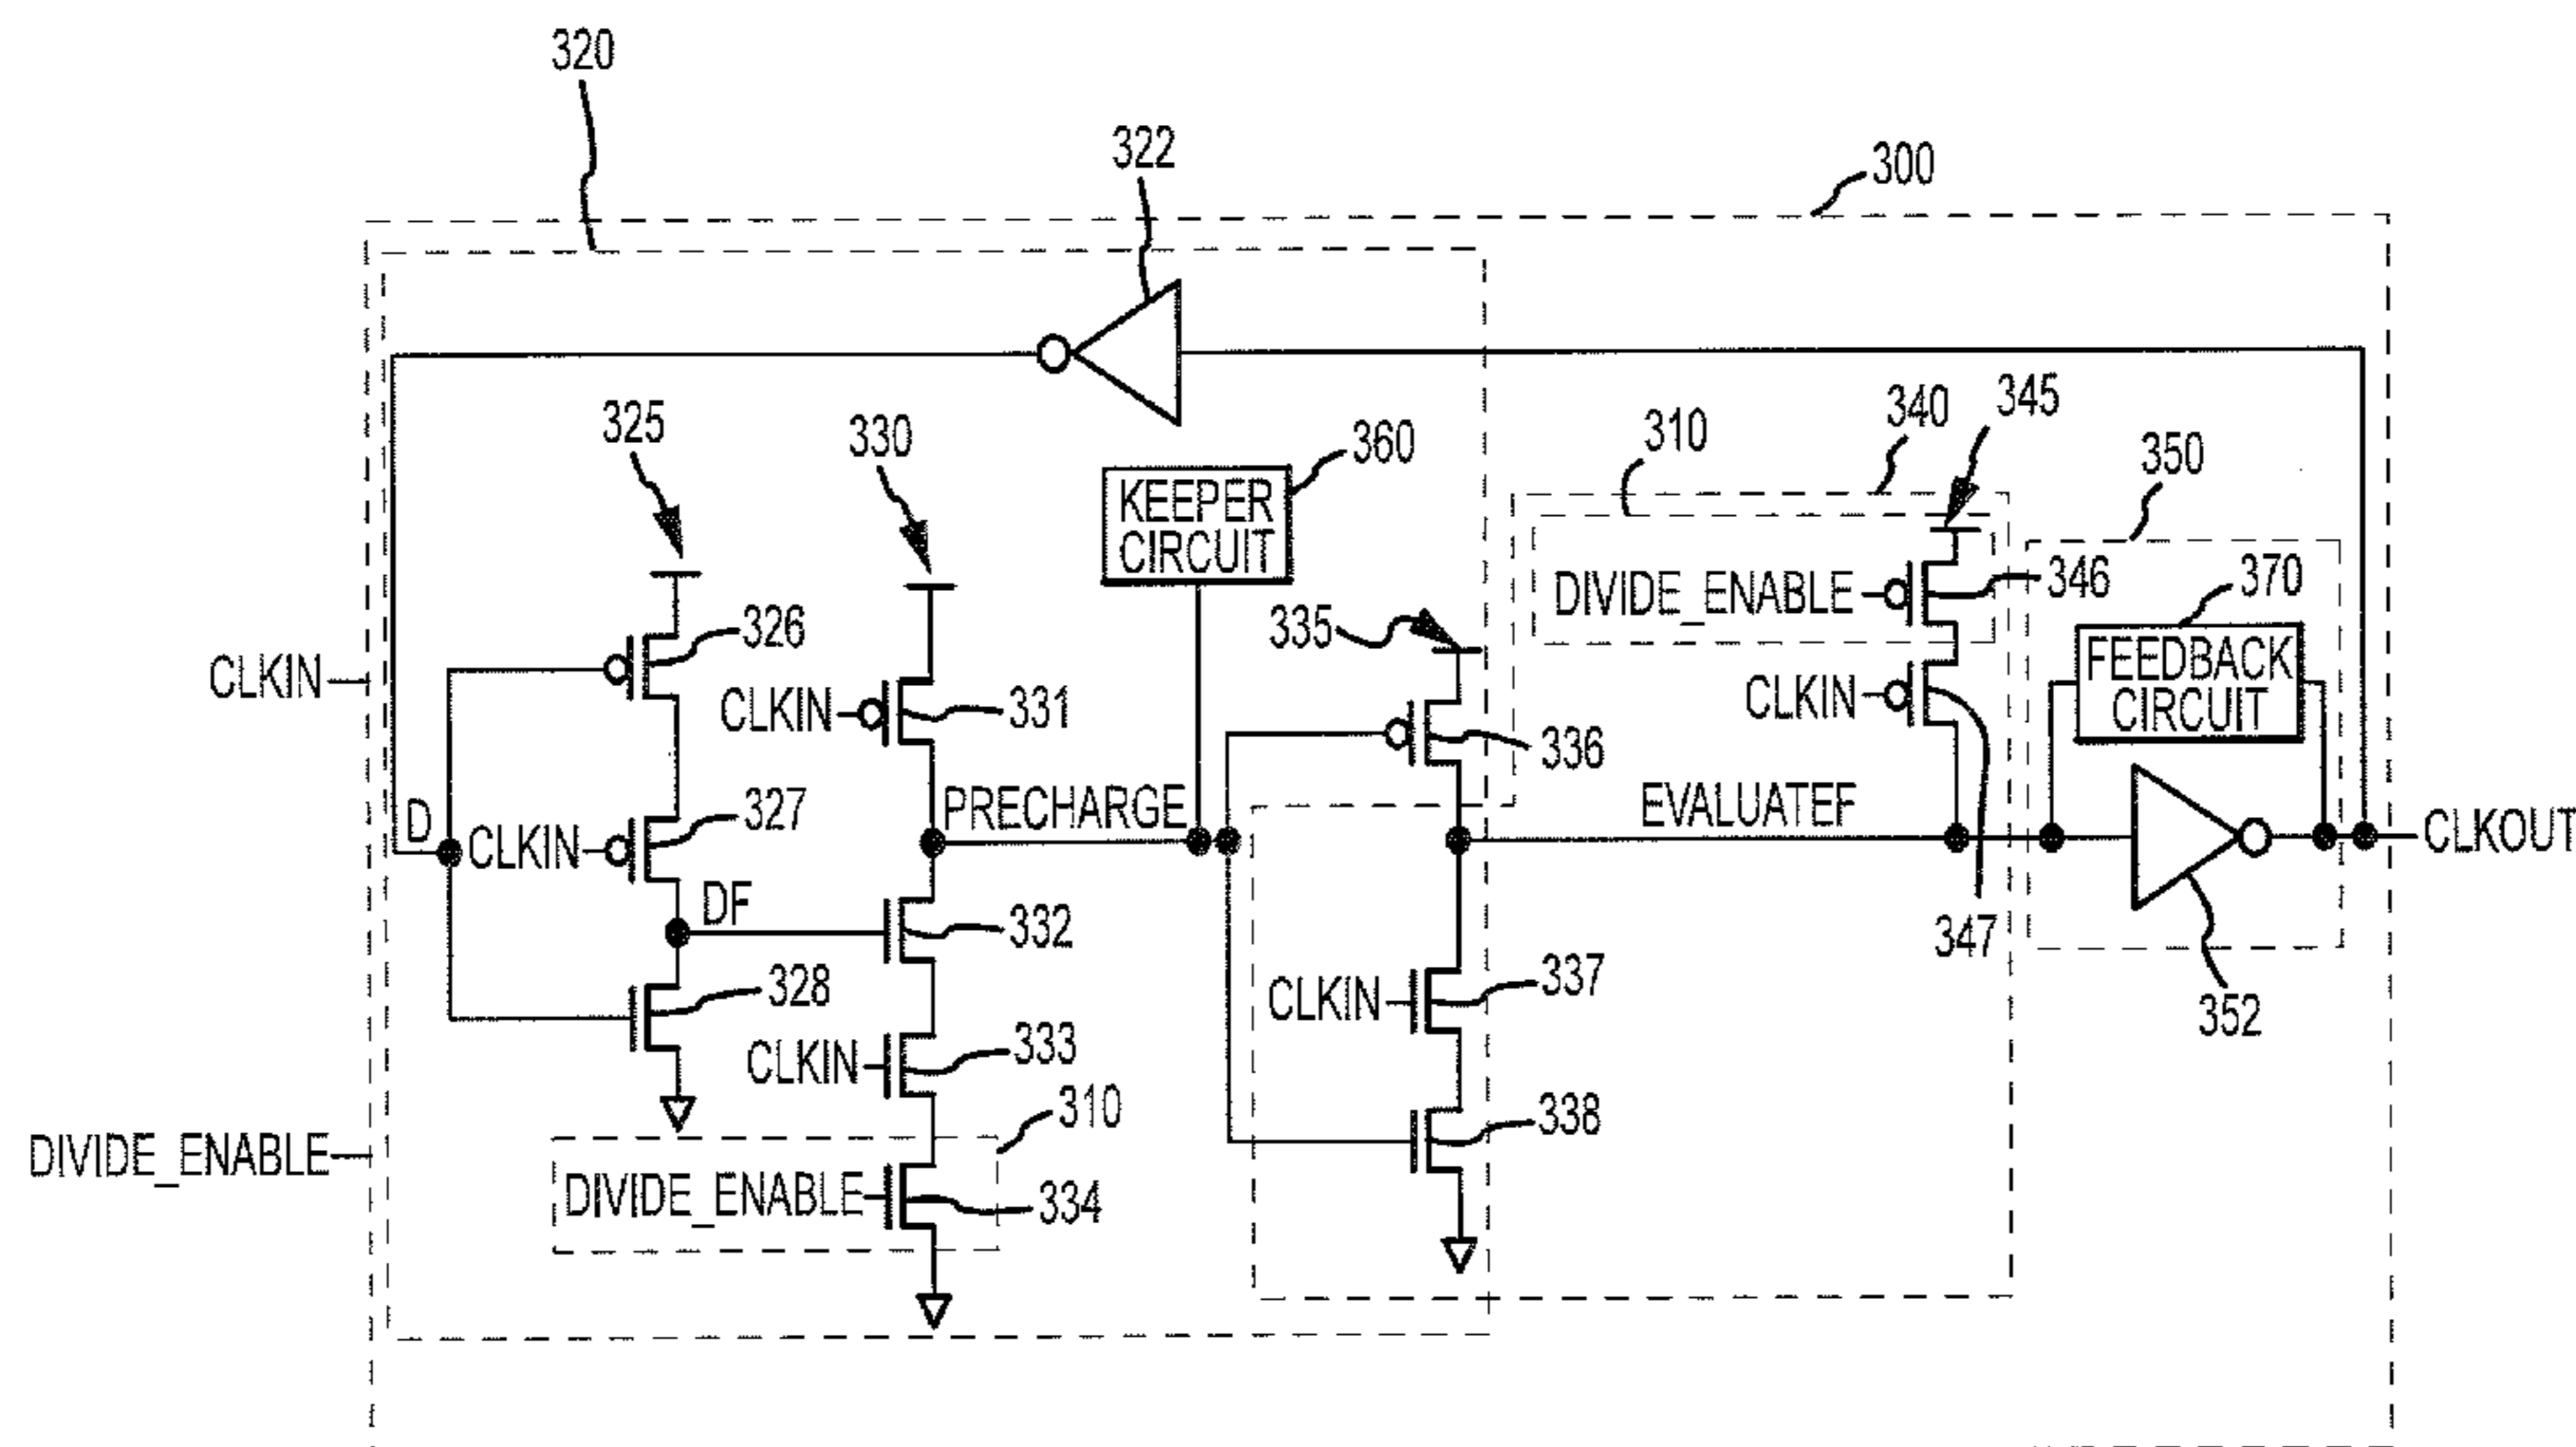 320
322
300
325
330
360
KEEPER
CIRCUIT
310
340
345
350
DIVIDE_ENABLE
346
370
FEEDBACK
CIRCUIT
326
335
CLKIN
CLKIN
331
336
CLKIN
D
CLKIN
327
PRECHARGE
EVALUATEF
CLKOUT
DF
332
347
328
CLKIN
337
352
CLKIN
333
310
338
DIVIDE_ENABLE
DIVIDE_ENABLE
334